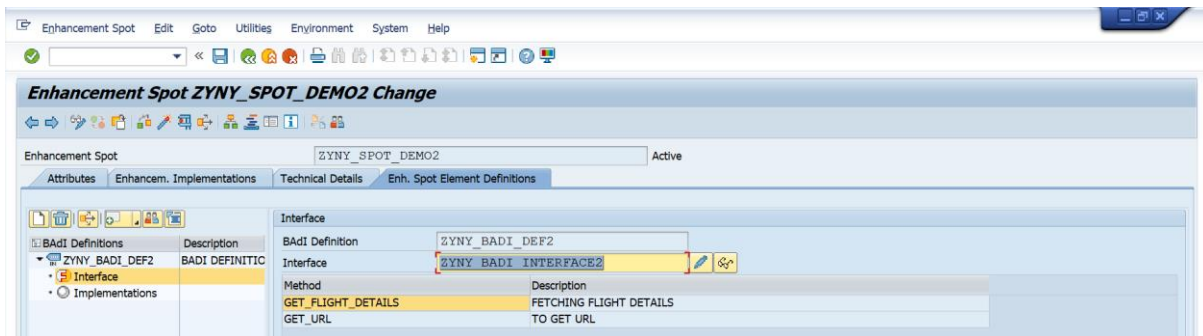 Enhancement Spot Edit Goto Utilities Environment System Help
Enhancement Spot ZYNY_SPOT_DEMO2 Change
Enhancement Spot ZYNY_SPOT_DEMO2 Active
Attributes Enhancem. Implementations Technical Details Enh. Spot Element Definitions
Interface
BAdI Definitions Description BAdI Definition ZYNY_BADI_DEF2
ZYNY_BADI_DEF2 BADI DEFINITIC Interface ZYNY_BADI_INTERFACE2
Interface Method Description
Implementations GET_FLIGHT_DETAILS FETCHING FLIGHT DETAILS
GET_URL TO GET URL